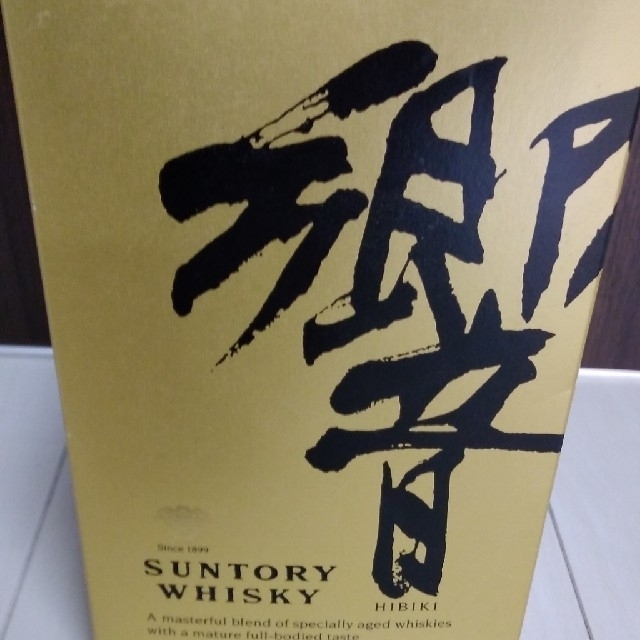 響
Since 1899
SUNTORY
WHISKY
HIBIKI
A masterful blend of specially aged whiskies
with a mature full-bodied taste